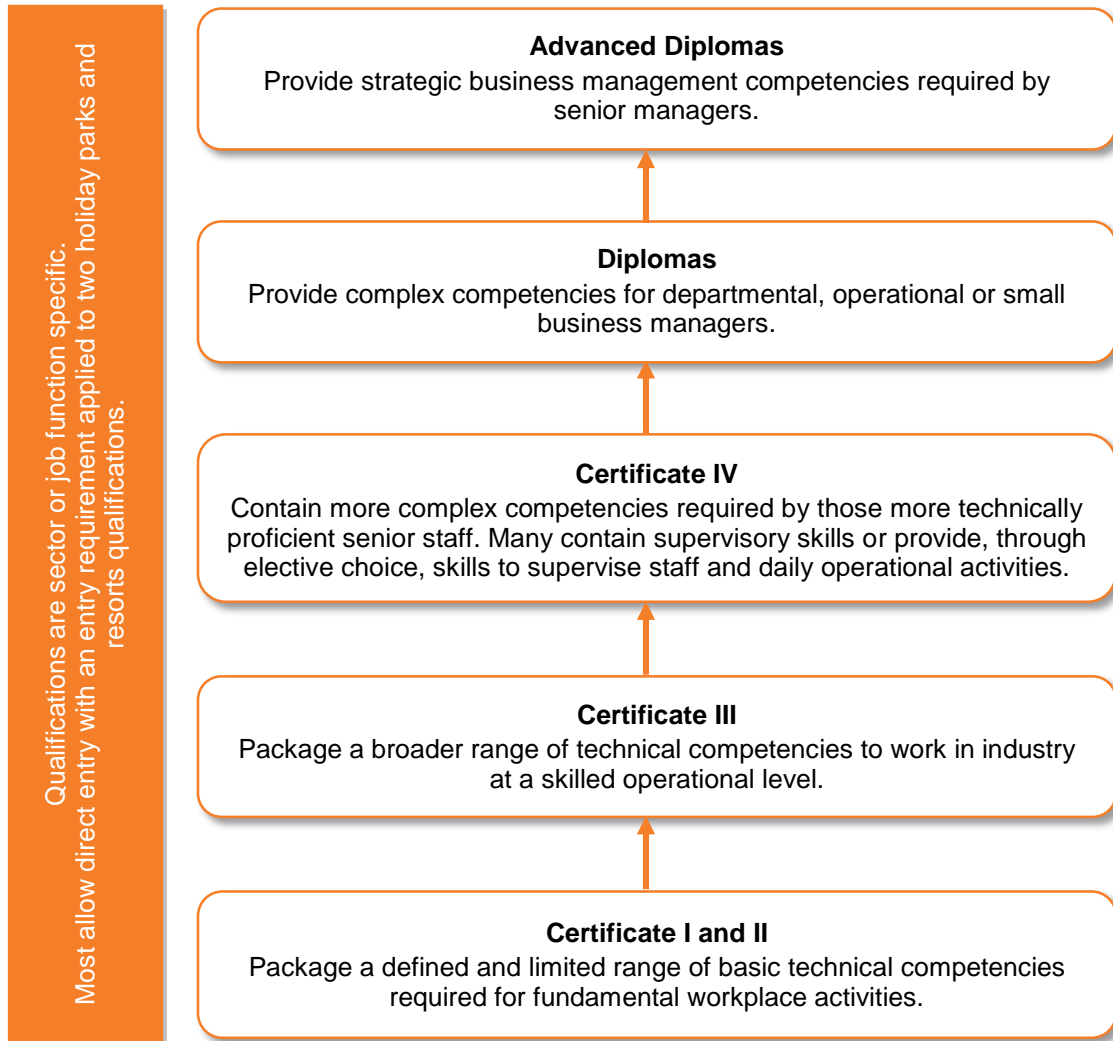 Qualifications are sector or job function specific.
Most allow direct entry with an entry requirement applied to two holiday parks and
resorts qualifications.
Advanced Diplomas
Provide strategic business management competencies required by
senior managers.
Diplomas
Provide complex competencies for departmental, operational or small
business managers.
Certificate IV
Contain more complex competencies required by those more technically
proficient senior staff. Many contain supervisory skills or provide, through
elective choice, skills to supervise staff and daily operational activities.
Certificate III
Package a broader range of technical competencies to work in industry
at a skilled operational level.
Certificate I and II
Package a defined and limited range of basic technical competencies
required for fundamental workplace activities.